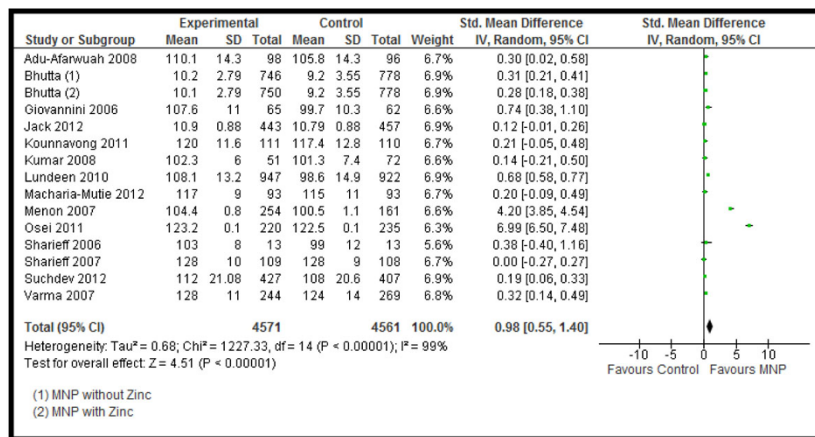 Experimental Control Std. Mean Difference Std. Mean Difference
Study or Subgroup Mean SD Total Mean SD Total Weight IV, Random, 95% CI IV, Random, 95% CI
Adu-Afarwuah 2008 110.1 14.3 98 105.8 14.3 96 6.7% 0.30 [0.02, 0.58]
Bhutta (1) 10.2 2.79 746 9.2 3.55 778 6.9% 0.31 [0.21, 0.41]
Bhutta (2) 10.1 2.79 750 9.2 3.55 778 6.9% 0.28 [0.18, 0.38]
Giovannini 2006 107.6 11 65 99.7 10.3 62 6.6% 0.74 [0.38, 1.10]
Jack 2012 10.9 0.88 443 10.79 0.88 457 6.9% 0.12 [-0.01, 0.26]
Kounnavong 2011 120 11.6 111 117.4 12.8 110 6.8% 0.21 [-0.05, 0.48]
Kumar 2008 102.3 6 51 101.3 7.4 72 6.6% 0.14 [-0.21, 0.50]
Lundeen 2010 108.1 13.2 947 98.6 14.9 922 6.9% 0.68 [0.58, 0.77]
Macharia-Mutie 2012 117 9 93 115 11 93 6.7% 0.20 [-0.09, 0.49]
Menon 2007 104.4 0.8 254 100.5 1.1 161 6.6% 4.20 [3.85, 4.54]
Osei 2011 123.2 0.1 220 122.5 0.1 235 6.3% 6.99 [6.50, 7.48]
Sharieff 2006 103 8 13 99 12 13 5.6% 0.38 [-0.40, 1.16]
Sharieff 2007 128 10 109 128 9 108 6.8% 0.00 [-0.27, 0.27]
Suchdev 2012 112 21.08 427 108 20.6 407 6.9% 0.19 [0.06, 0.33]
Varma 2007 128 11 244 124 14 269 6.8% 0.32 [0.14, 0.49]
Total (95% CI) 4571 4561 100.0% 0.98 [0.55, 1.40]
Heterogeneity: Tau² = 0.68; Chi² = 1227.33, df = 14 (P < 0.00001); I² = 99%
Test for overall effect: Z = 4.51 (P < 0.00001)
-10 -5 0 5 10
Favours Control Favours MNP
(1) MNP without Zinc
(2) MNP with Zinc